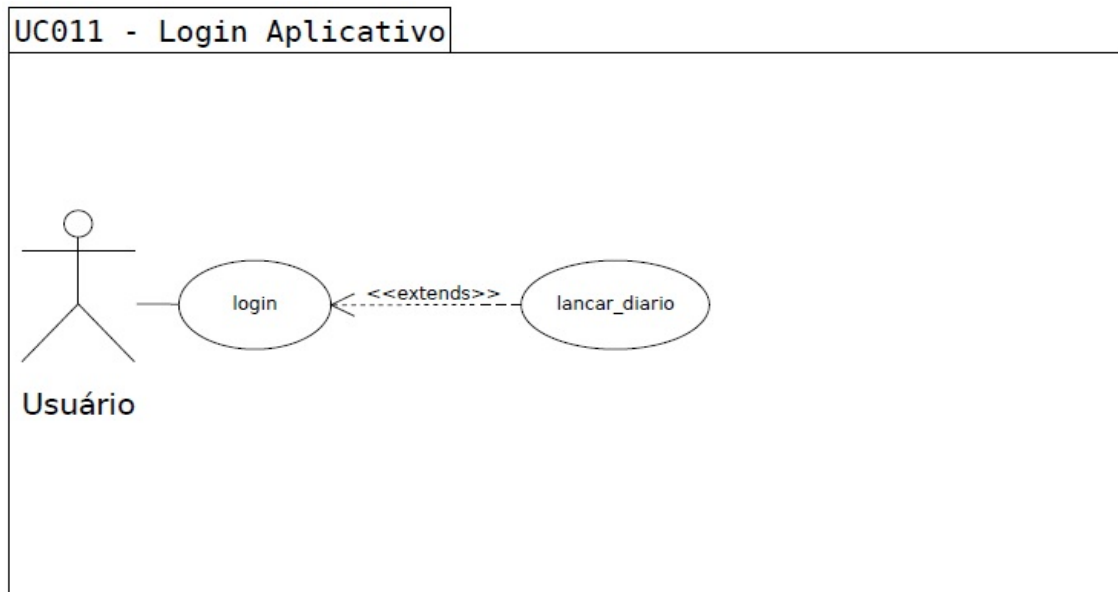 UC011 - Login Aplicativo
login
<<extends>>
lancar_diario
Usuário